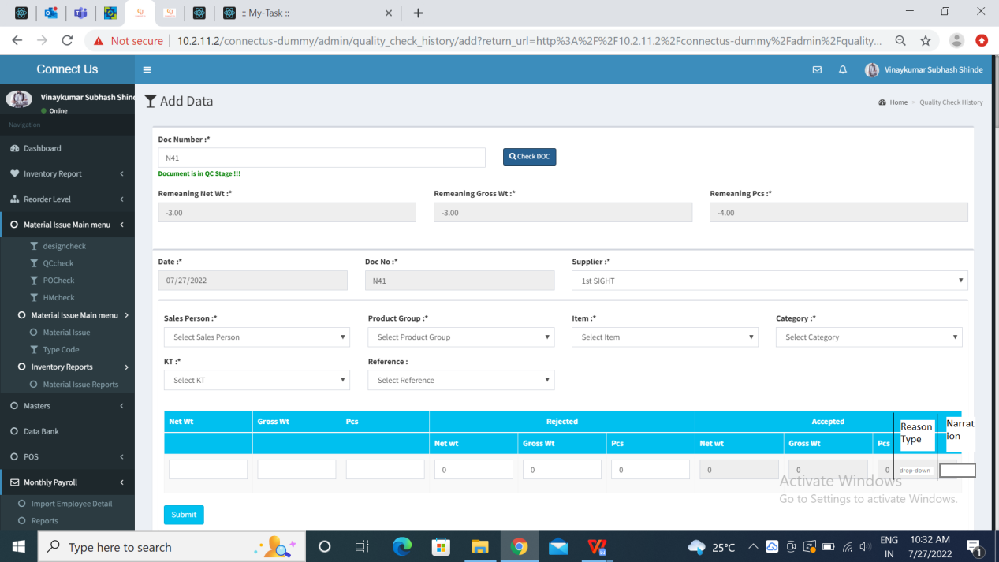 :: My-Task ::
Not secure
10.2.11.2/connectus-dummy/admin/quality_check_history/add?return_url=http%3A%2F%2F10.2.11.2%2Fconnectus-dummy%2Fadmin%2Fquality...
Connect Us
Vinaykumar Subhash Shinde
Vinaykumar Subhash Shin
Online
Navigation
Dashboard
Inventory Report
Reorder Level
Material Issue Main menu
designcheck
QCcheck
POCheck
HMcheck
Material Issue Main menu
Material Issue
Type Code
Inventory Reports
Material Issue Reports
Masters
Data Bank
POS
Monthly Payroll
Import Employee Detail
Reports
Add Data
Home
Quality Check History
Doc Number :*
N41
Check DOC
Document is in QC Stage !!!
Remeaning Net Wt :* Remeaning Gross Wt :* Remeaning Pcs :*
-3.00 -3.00 -4.00
Date :* Doc No :* Supplier :*
07/27/2022 N41 1st SIGHT
Sales Person :* Product Group :* Item :* Category :*
Select Sales Person Select Product Group Select Item Select Category
KT :* Reference :
Select KT Select Reference
Net Wt Gross Wt Pcs Rejected Accepted
Reason Type
Narrat
ion
Net wt Gross Wt Pcs Net wt Gross Wt Pcs
0 0 0 0 0 0 drop-down
Activate Windows
Go to Settings to activate Windows.
Submit
Type here to search
25°C
ENG
IN
10:32 AM
7/27/2022
1